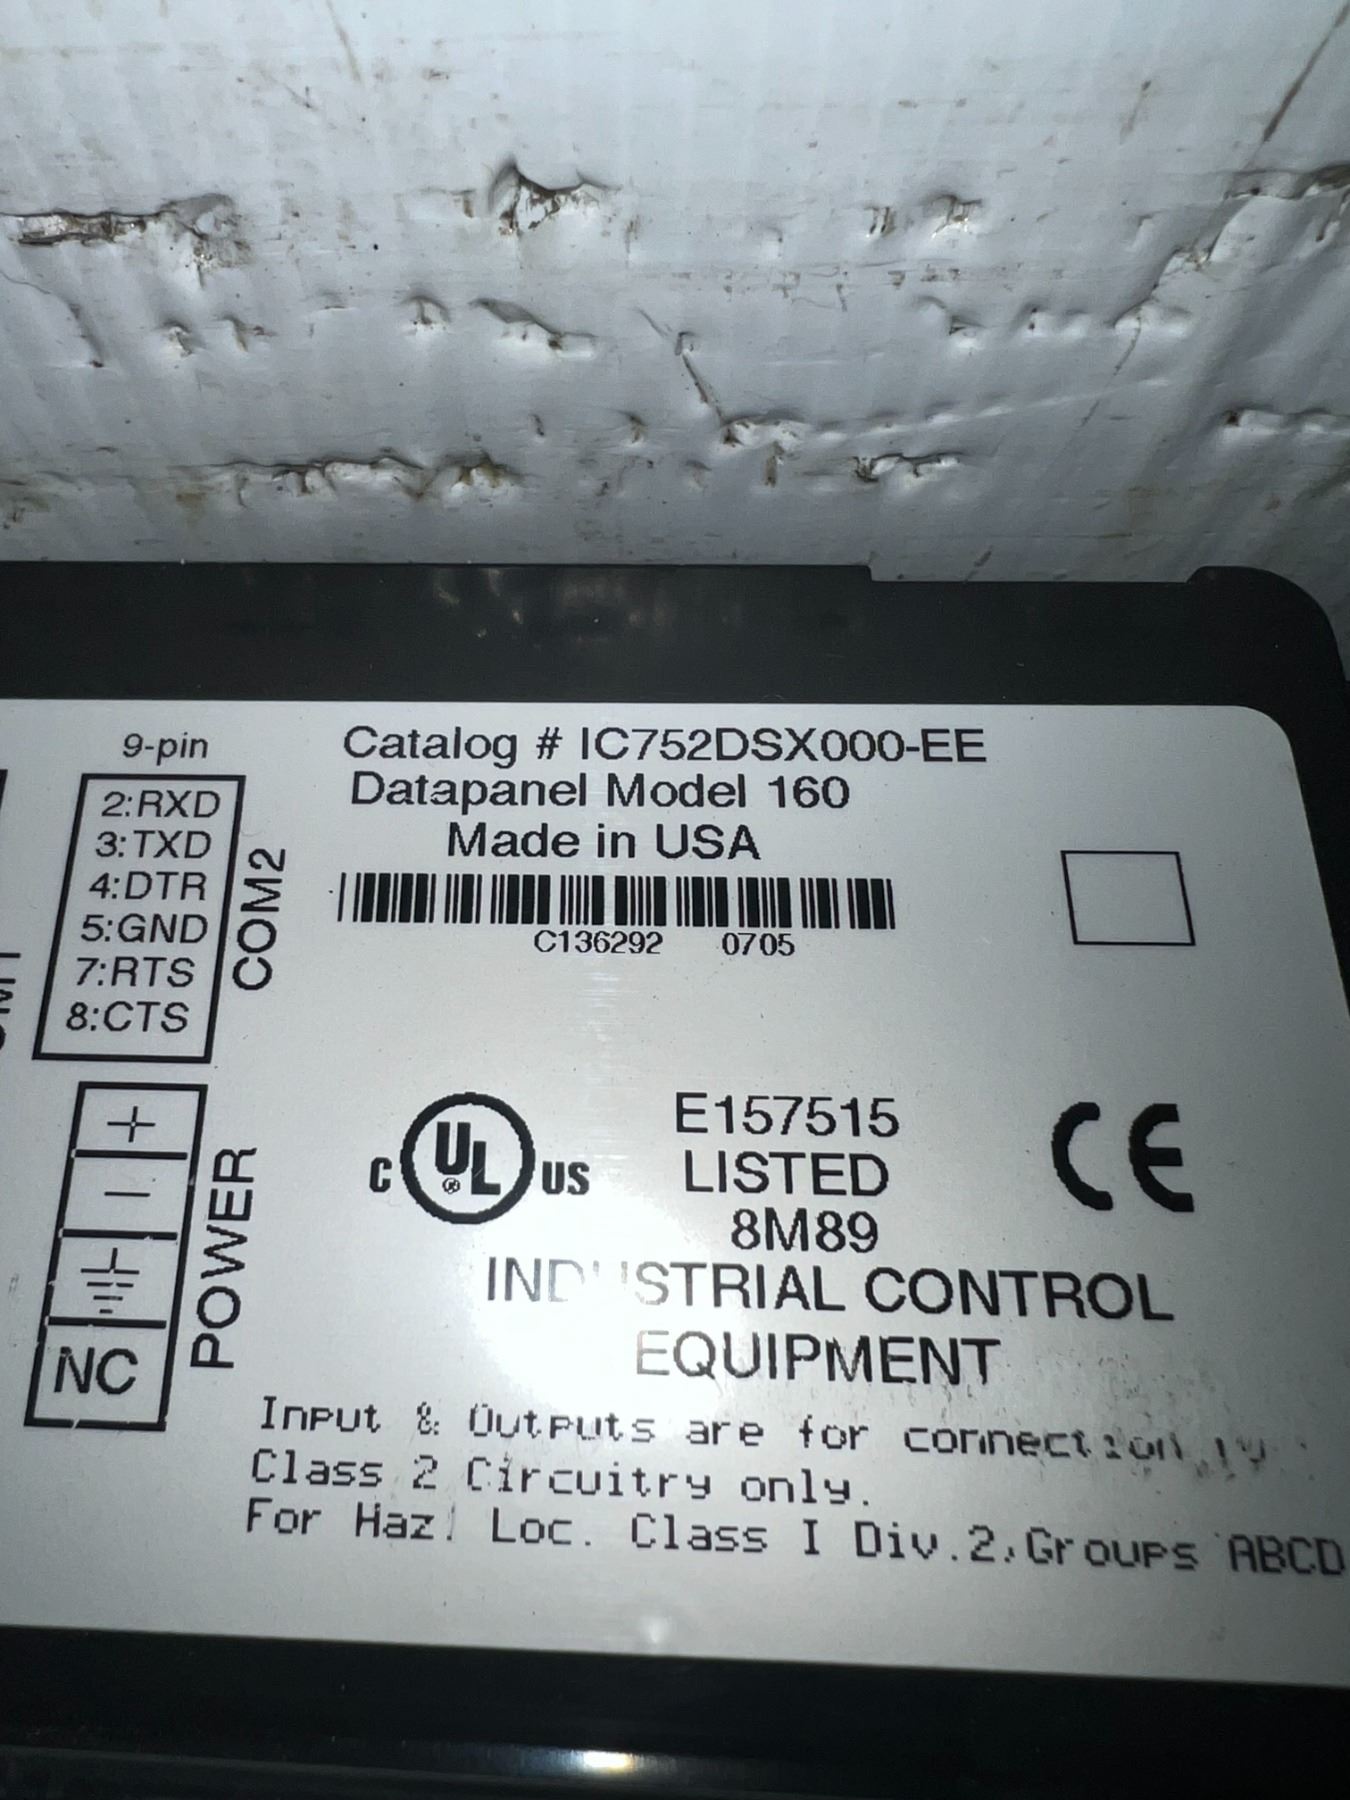 9-pin
2:RXD
3:TXD
4:DTR
5:GND
7:RTS
8:CTS
COM2
+
−
NC
POWER
Catalog # IC752DSX000-EE
Datapanel Model 160
Made in USA
C136292 0705
C UL ® US
E157515
LISTED
8M89
CE
INDUSTRIAL CONTROL
EQUIPMENT
Input & Outputs are for connection
Class 2 Circuitry only.
For Haz. Loc. Class I Div.2,Groups ABCD